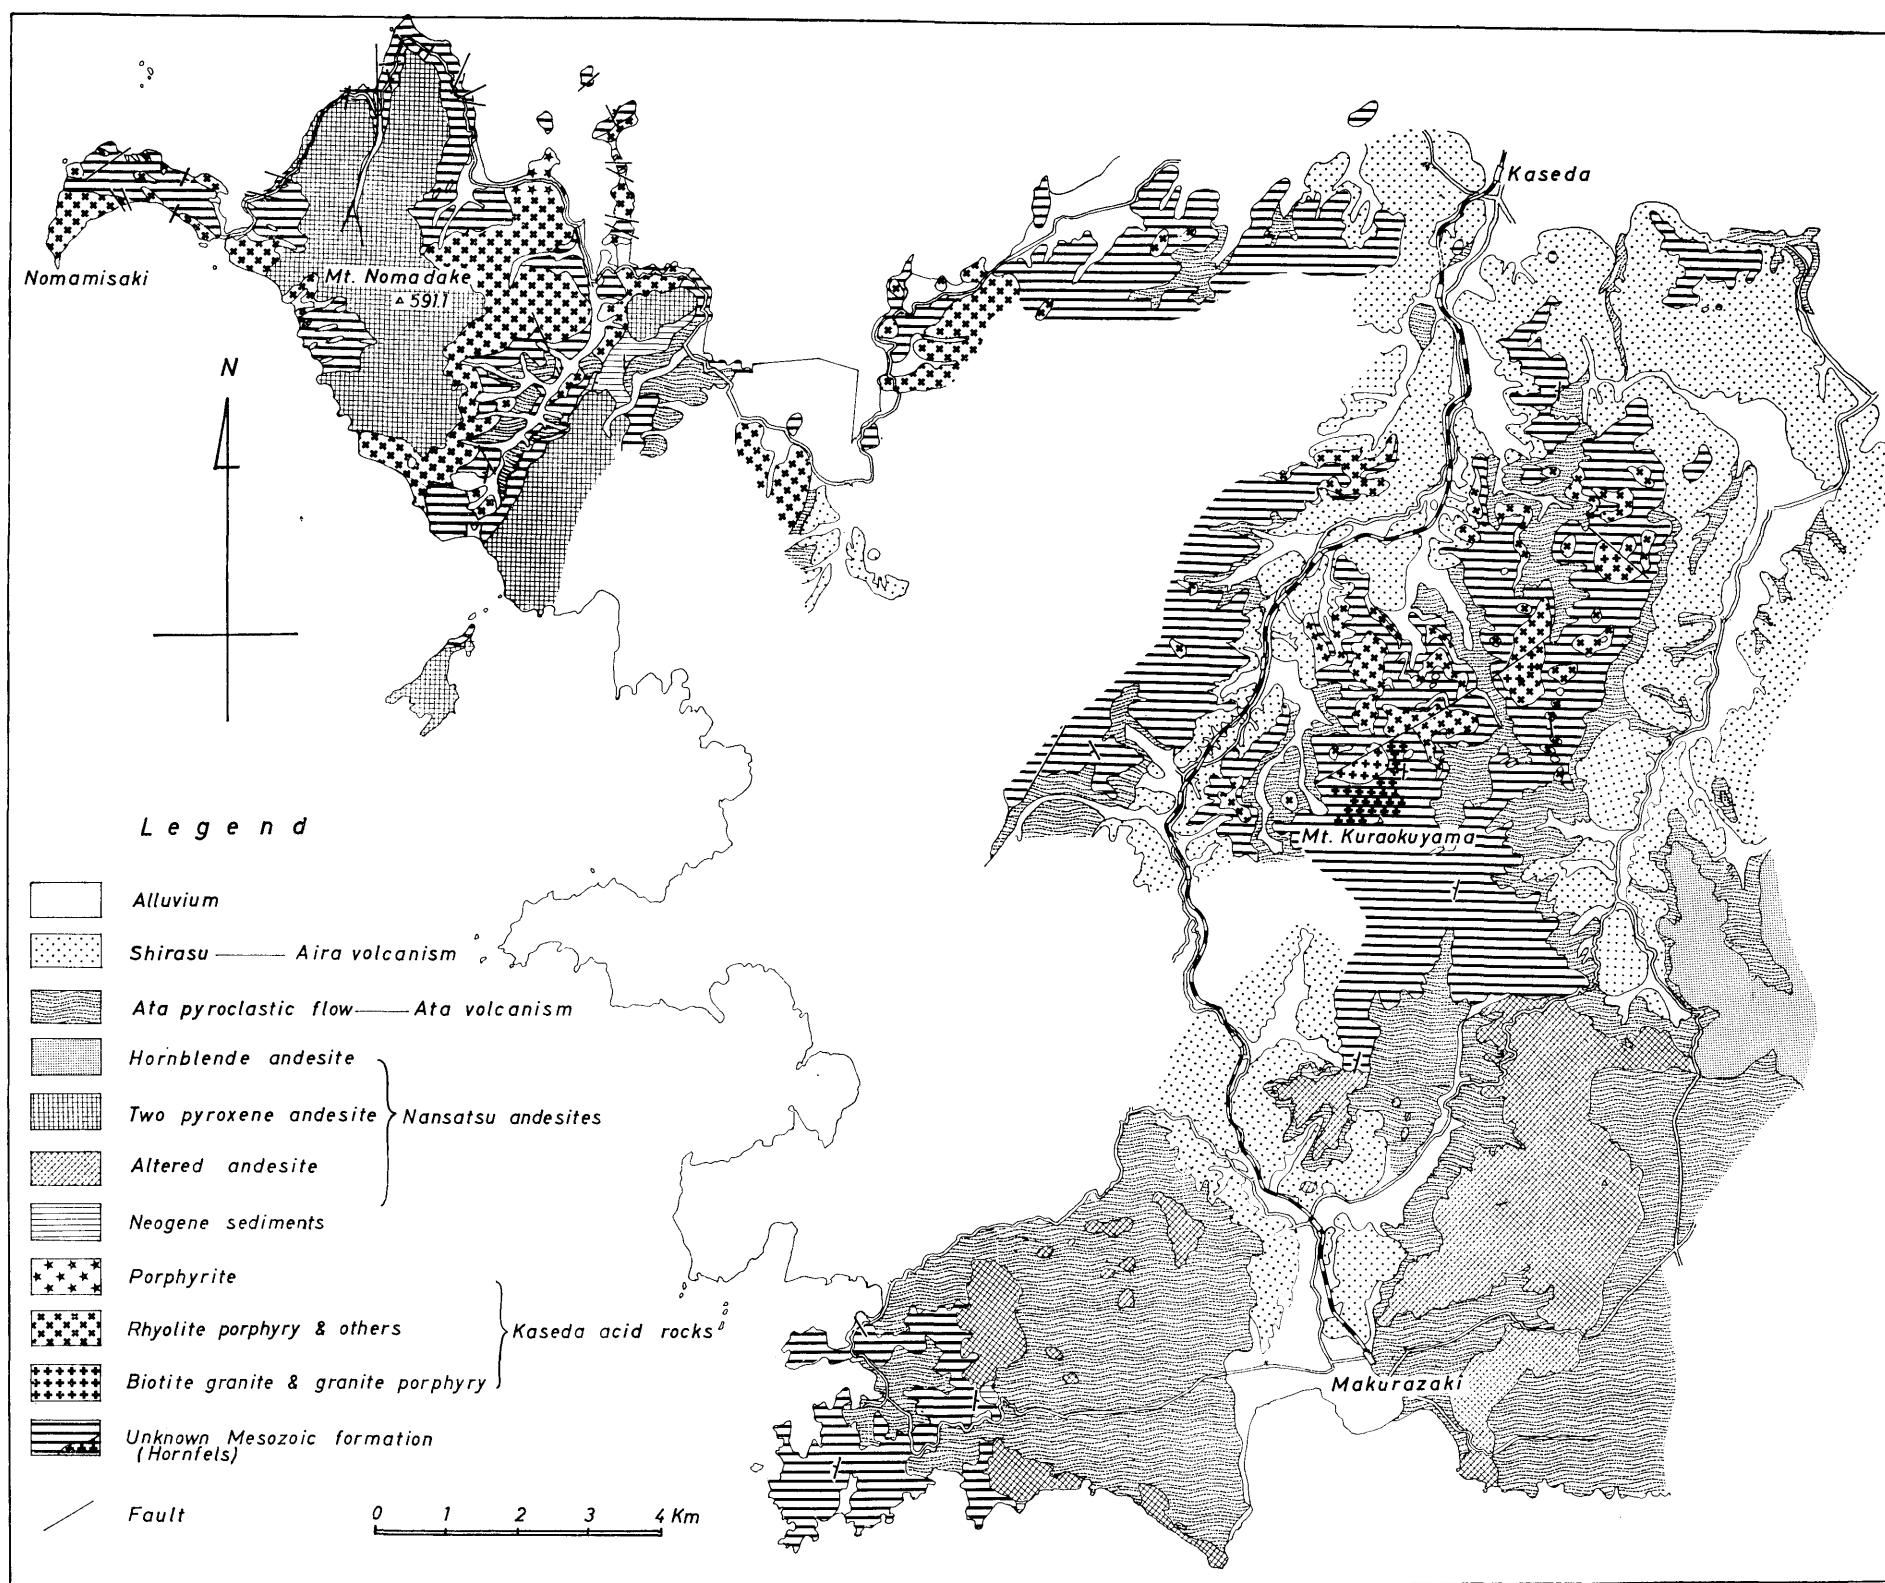 Kaseda
Nomamisaki
Mt. Nomadake
△ 591.1
N
Mt. Kuraokuyama
Makurazaki
Legend
Alluvium
Shirasu —— Aira volcanism
Ata pyroclastic flow —— Ata volcanism
Hornblende andesite
Two pyroxene andesite
Nansatsu andesites
Altered andesite
Neogene sediments
Porphyrite
Rhyolite porphyry & others
Kaseda acid rocks
Biotite granite & granite porphyry
Unknown Mesozoic formation
(Hornfels)
Fault
0 1 2 3 4 Km